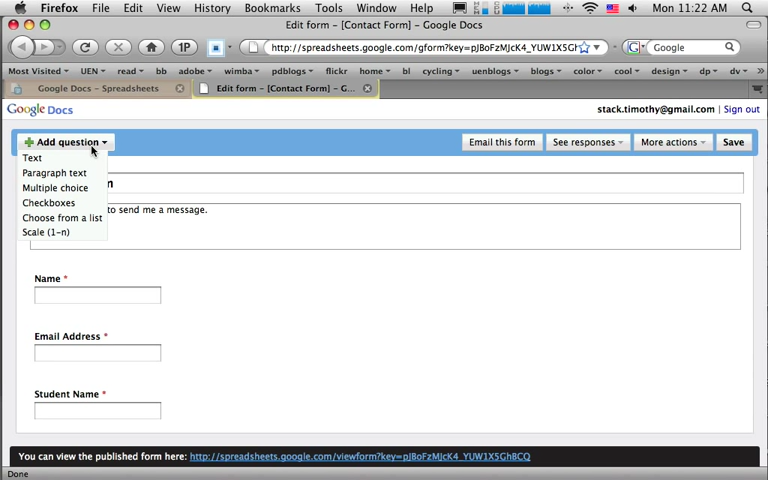 Firefox File Edit View History Bookmarks Tools Window Help Mon 11:22 AM
Edit form - [Contact Form] - Google Docs
1P http://spreadsheets.google.com/gform?key=pJBoFzMJcK4_YUW1X5Gh G Google
Most Visited UEN read bb adobe wimba pdblogs flickr home bl cycling uenblogs blogs color cool design dp dv »
Google Docs - Spreadsheets Edit form - [Contact Form] - G...
Google Docs stack.timothy@gmail.com | Sign out
Add question Email this form See responses More actions Save
Text
Paragraph text
Multiple choice m
Checkboxes
to send me a message.
Choose from a list
Scale (1-n)
Name *
Email Address *
Student Name *
You can view the published form here: http://spreadsheets.google.com/viewform?key=pJBoFzMJcK4_YUW1X5GhBCQ
Done